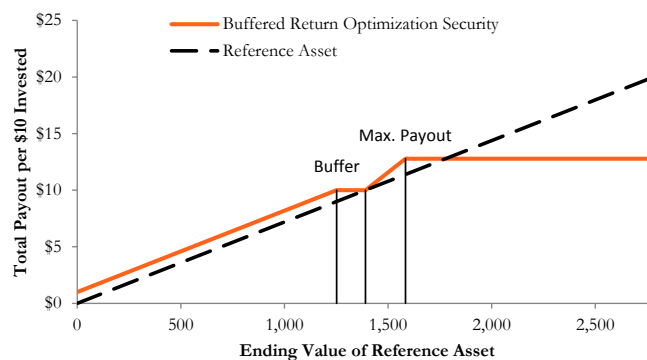 $25
Buffered Return Optimization Security
Reference Asset
$20
$15
Max. Payout
Buffer
$10
$5
$0
0
500
1,000
1,500
2,000
2,500
Total Payout per $10 Invested
Ending Value of Reference Asset